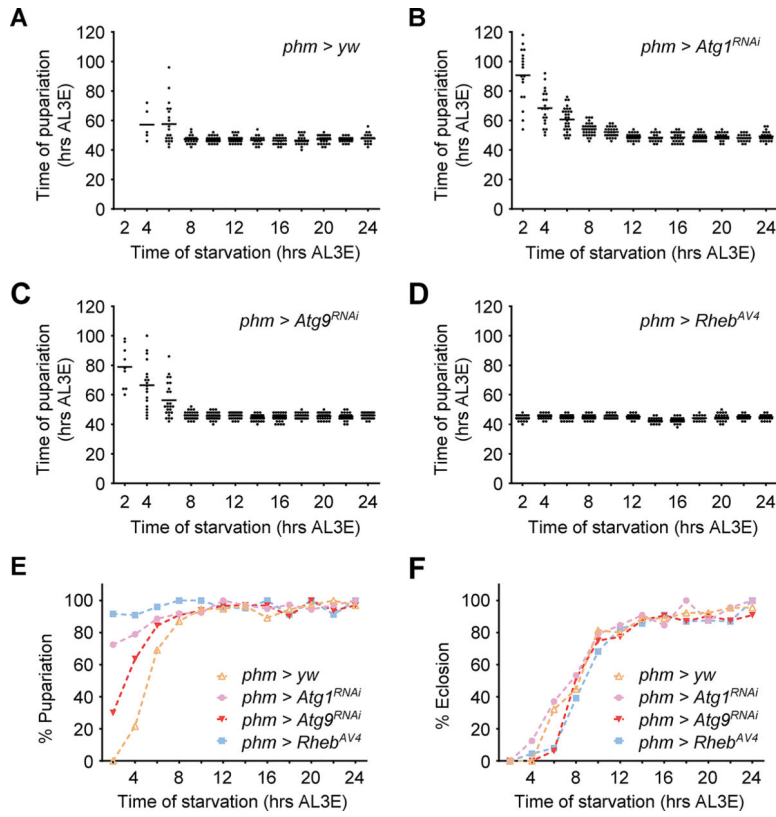 A
phm > yw
Time of pupariation
(hrs AL3E)
120
100
80
60
40
20
0
2 4 6 8 12 16 20 24
Time of starvation (hrs AL3E)
B
phm > Atg1RNAi
Time of pupariation
(hrs AL3E)
120
100
80
60
40
20
0
2 4 6 8 12 16 20 24
Time of starvation (hrs AL3E)
C
phm > Atg9RNAi
Time of pupariation
(hrs AL3E)
120
100
80
60
40
20
0
2 4 6 8 12 16 20 24
Time of starvation (hrs AL3E)
D
phm > RhebAV4
Time of pupariation
(hrs AL3E)
120
100
80
60
40
20
0
2 4 6 8 12 16 20 24
Time of starvation (hrs AL3E)
E
% Pupariation
100
80
60
40
20
0
4 8 12 16 20 24
Time of starvation (hrs AL3E)
phm > yw
phm > Atg1RNAi
phm > Atg9RNAi
phm > RhebAV4
F
% Eclosion
100
80
60
40
20
0
4 8 12 16 20 24
Time of starvation (hrs AL3E)
phm > yw
phm > Atg1RNAi
phm > Atg9RNAi
phm > RhebAV4